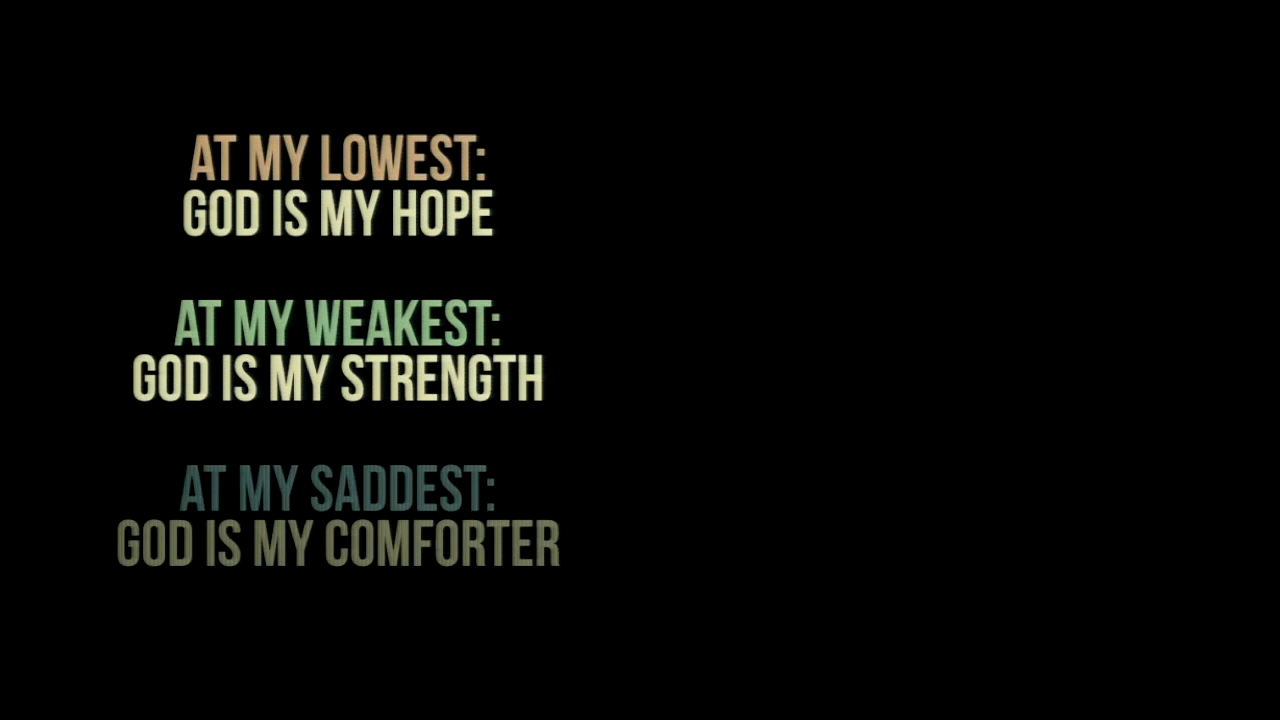 AT MY LOWEST:
GOD IS MY HOPE
AT MY WEAKEST:
GOD IS MY STRENGTH
AT MY SADDEST:
GOD IS MY COMFORTER